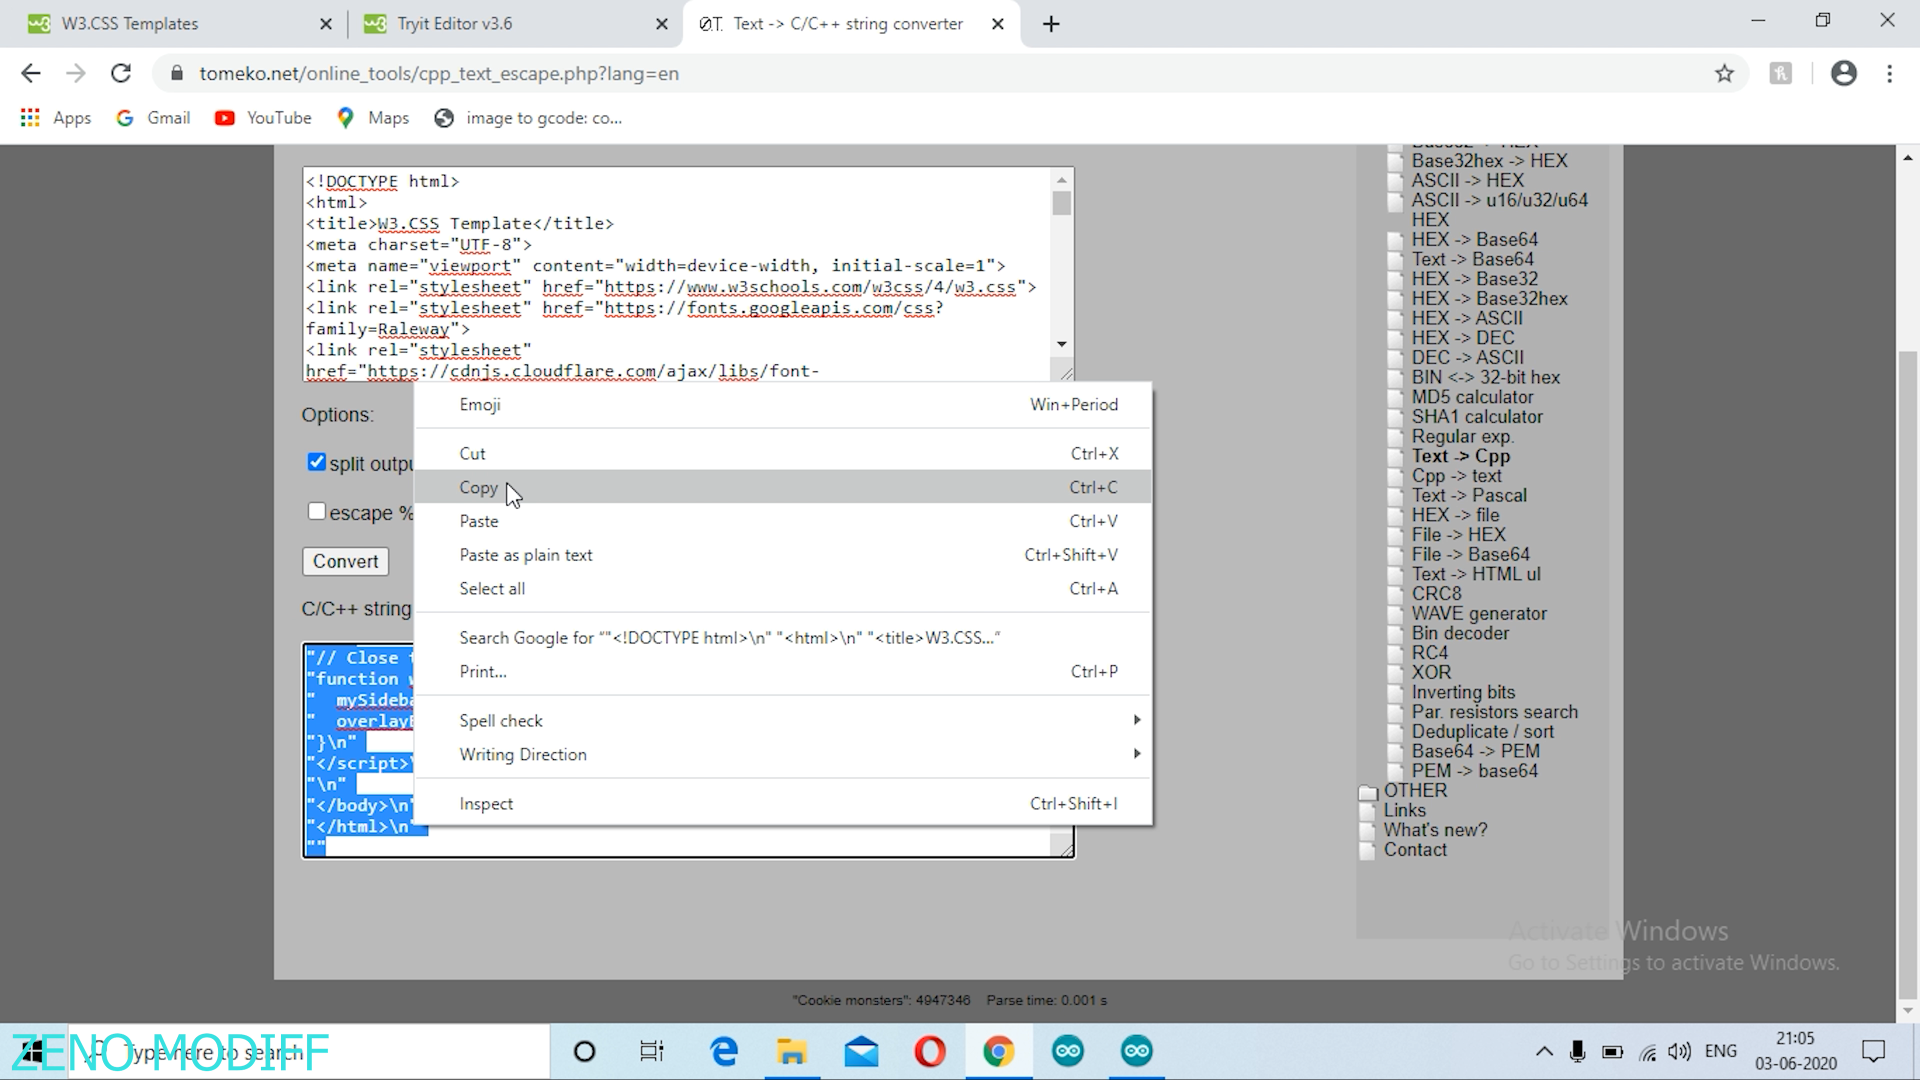 W3.CSS Templates
Tryit Editor v3.6
Text -> C/C++ string converter
tomeko.net/online_tools/cpp_text_escape.php?lang=en
Apps
Gmail
YouTube
Maps
image to gcode: co...
<!DOCTYPE html>
<html>
<title>W3.CSS Template</title>
<meta charset="UTF-8">
<meta name="viewport" content="width=device-width, initial-scale=1">
<link rel="stylesheet" href="https://www.w3schools.com/w3css/4/w3.css">
<link rel="stylesheet" href="https://fonts.googleapis.com/css?
family=Raleway">
<link rel="stylesheet"
href="https://cdnjs.cloudflare.com/ajax/libs/font-
Options:
split outpu
escape %
Convert
C/C++ string
"// Close
"function
" mySideba
" overlay
"}\n"
"</script>
"\n"
"</body>\n"
"</html>\n"
""
Emoji Win+Period
Cut Ctrl+X
Copy Ctrl+C
Paste Ctrl+V
Paste as plain text Ctrl+Shift+V
Select all Ctrl+A
Search Google for “"<!DOCTYPE html>\n" "<html>\n" "<title>W3.CSS...”
Print... Ctrl+P
Spell check
Writing Direction
Inspect Ctrl+Shift+I
Base32hex -> HEX
ASCII -> HEX
ASCII -> u16/u32/u64
HEX
HEX -> Base64
Text -> Base64
HEX -> Base32
HEX -> Base32hex
HEX -> ASCII
HEX -> DEC
DEC -> ASCII
BIN <-> 32-bit hex
MD5 calculator
SHA1 calculator
Regular exp.
Text -> Cpp
Cpp -> text
Text -> Pascal
HEX -> file
File -> HEX
File -> Base64
Text -> HTML ul
CRC8
WAVE generator
Bin decoder
RC4
XOR
Inverting bits
Par. resistors search
Deduplicate / sort
Base64 -> PEM
PEM -> base64
OTHER
Links
What's new?
Contact
Activate Windows
Go to Settings to activate Windows.
"Cookie monsters": 4947346 Parse time: 0.001 s
ZENO MODIFF
Type here to search
ENG
21:05
03-06-2020